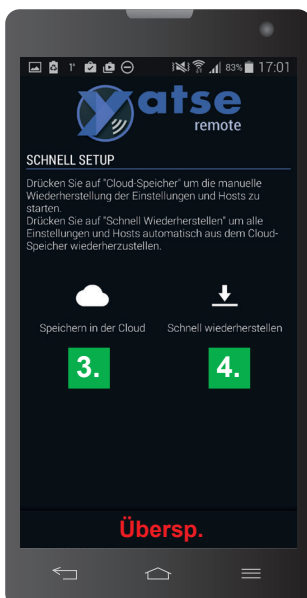 83% 17:01
yatse
remote
SCHNELL SETUP
Drücken Sie auf "Cloud-Speicher" um die manuelle
Wiederherstellung der Einstellungen und Hosts zu
starten.
Drücken Sie auf "Schnell Wiederherstellen" um alle
Einstellungen und Hosts automatisch aus dem Cloud-
Speicher wiederherzustellen.
Speichern in der Cloud Schnell wiederherstellen
3. 4.
Übersp.